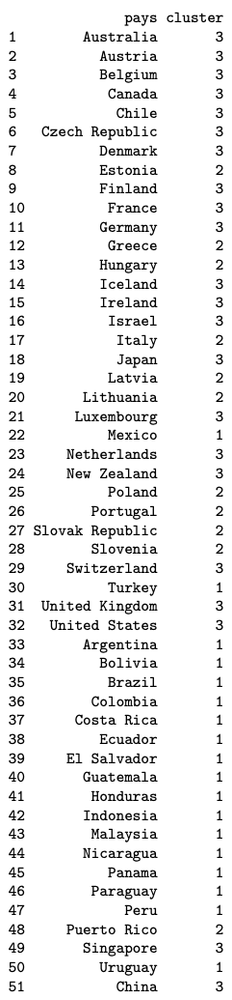 pays cluster
1 Australia 3
2 Austria 3
3 Belgium 3
4 Canada 3
5 Chile 3
6 Czech Republic 3
7 Denmark 3
8 Estonia 2
9 Finland 3
10 France 3
11 Germany 3
12 Greece 2
13 Hungary 2
14 Iceland 3
15 Ireland 3
16 Israel 3
17 Italy 2
18 Japan 3
19 Latvia 2
20 Lithuania 2
21 Luxembourg 3
22 Mexico 1
23 Netherlands 3
24 New Zealand 3
25 Poland 2
26 Portugal 2
27 Slovak Republic 2
28 Slovenia 2
29 Switzerland 3
30 Turkey 1
31 United Kingdom 3
32 United States 3
33 Argentina 1
34 Bolivia 1
35 Brazil 1
36 Colombia 1
37 Costa Rica 1
38 Ecuador 1
39 El Salvador 1
40 Guatemala 1
41 Honduras 1
42 Indonesia 1
43 Malaysia 1
44 Nicaragua 1
45 Panama 1
46 Paraguay 1
47 Peru 1
48 Puerto Rico 2
49 Singapore 3
50 Uruguay 1
51 China 3